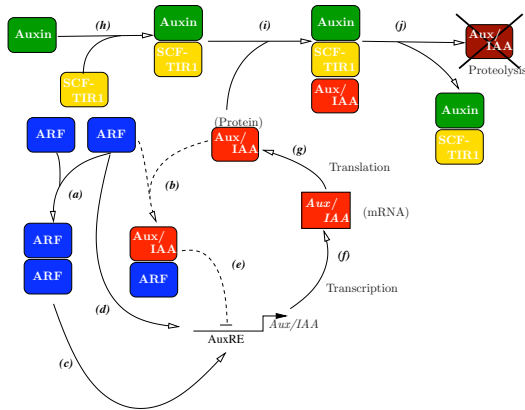 (h)
(i)
(j)
Auxin
Auxin
SCF-
TIR1
SCF-
TIR1
Auxin
SCF-
TIR1
Aux/
IAA
Aux/
IAA
Proteolysis
Auxin
SCF-
TIR1
ARF
ARF
(Protein)
Aux/
IAA
(a)
(b)
(g)
Translation
Aux/
IAA
(mRNA)
ARF
ARF
Aux/
IAA
ARF
(e)
(f)
Transcription
(d)
Aux/IAA
AuxRE
(c)